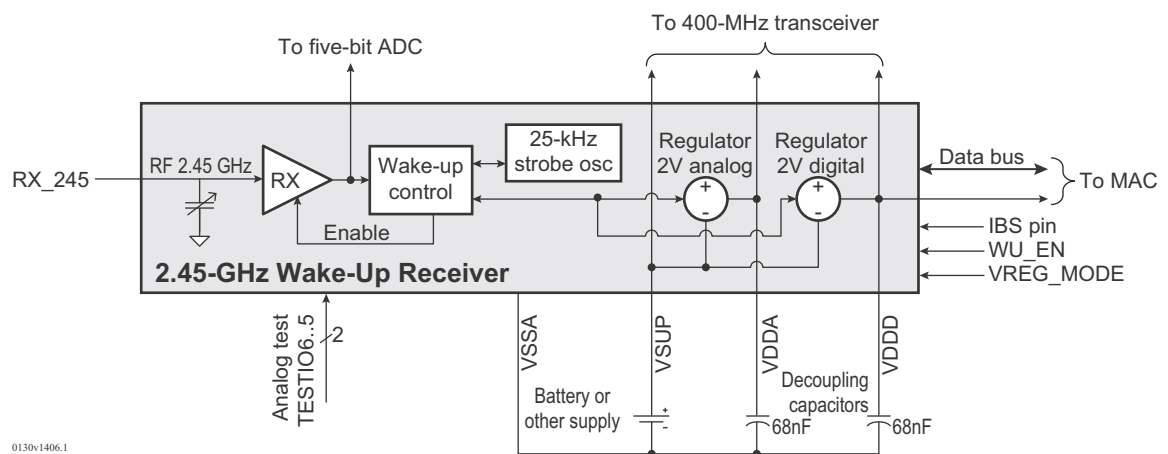 To 400-MHz transceiver
To five-bit ADC
25-kHz
strobe osc
Regulator
2V analog
Regulator
2V digital
RX_245
RF 2.45 GHz
RX
Wake-up
control
Enable
+
-
+
-
Data bus
To MAC
IBS pin
WU_EN
VREG_MODE
2.45-GHz Wake-Up Receiver
Analog test
TESTIO6..5
2
VSSA
VSUP
VDDA
VDDD
Battery or
other supply
+
-
Decoupling
capacitors
68nF
68nF
0130v1406.1